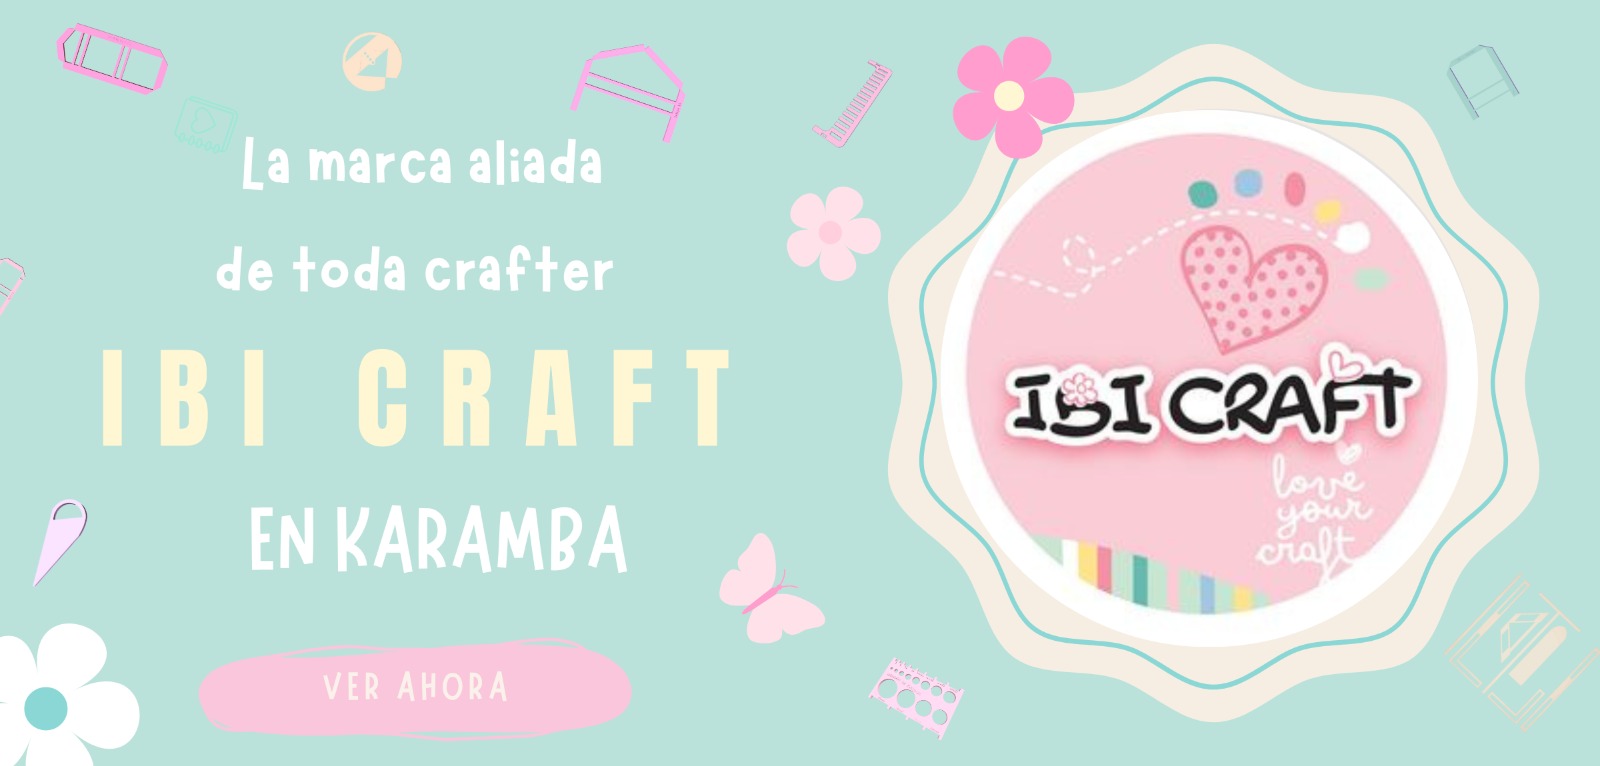 La marca aliada
de toda crafter
IBI CRAFT
EN KARAMBA
VER AHORA
IBI CRAFT
love
your
craft